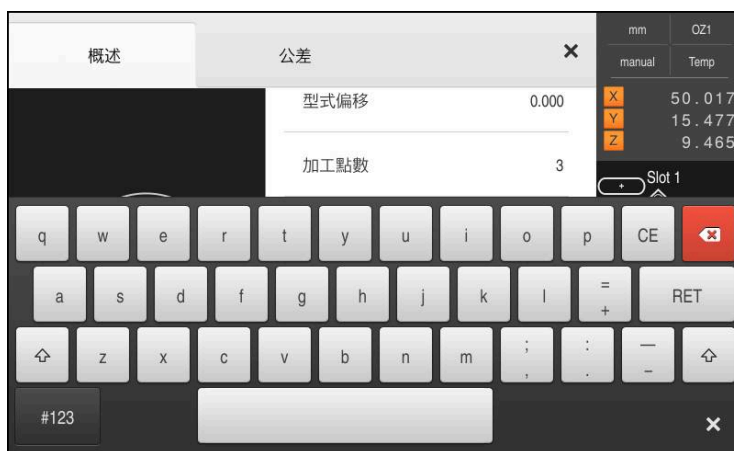 概述 公差 ×
mm OZ1
manual Temp
型式偏移 0.000
X 50.017
Y 15.477
Z 9.465
加工點數 3
Slot 1
q w e r t y u i o p CE
a s d f g h j k l = + RET
z x c v b n m ; , : . — –
#123 ×